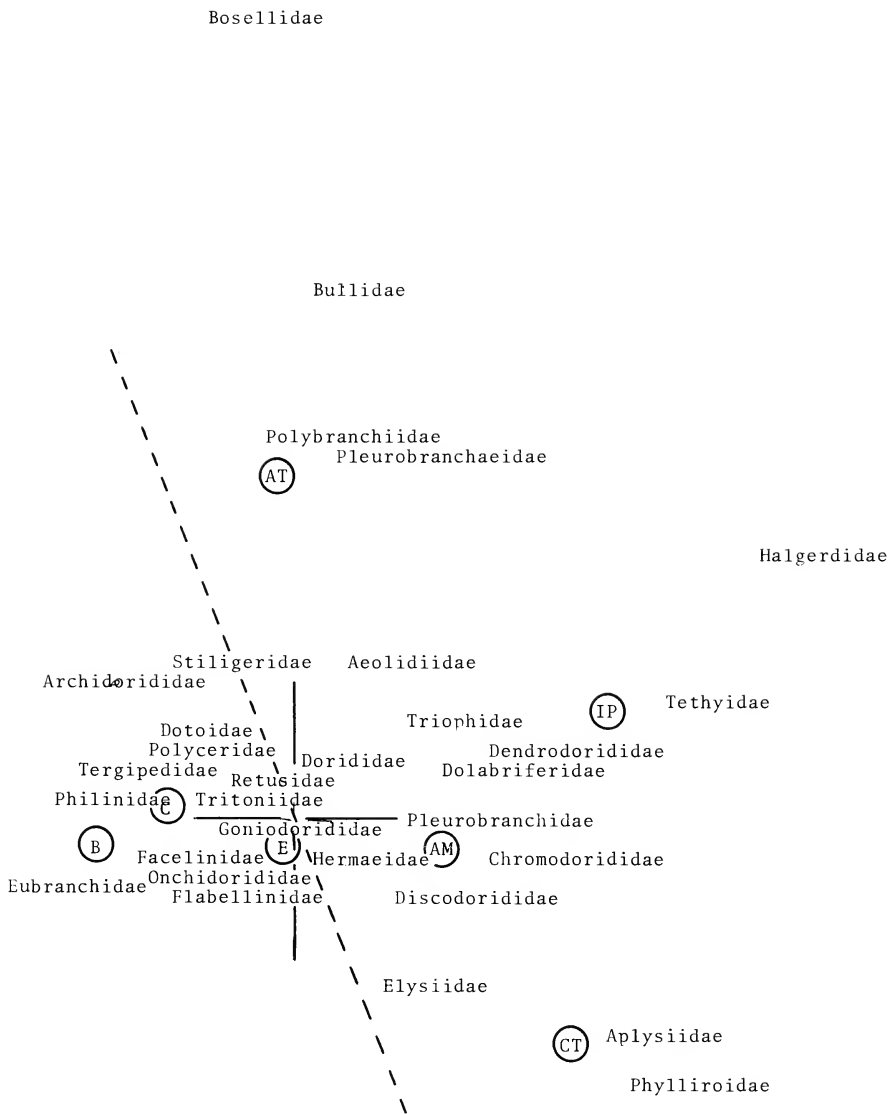 Bosellidae
Bullidae
Polybranchiidae
Pleurobranchaeidae
AT
Halgerdidae
Stiligeridae
Aeolidiidae
Archidorididae
Tethyidae
IP
Triophidae
Dotoidae
Polyceridae
Dendrodorididae
Dorididae
Tergipedidae
Dolabriferidae
Retusidae
Philinidae
C
Tritoniidae
Pleurobranchidae
Goniodorididae
B
E
AM
Facelinidae
Hermaeidae
Chromodorididae
Onchidorididae
Eubranchidae
Flabellinidae
Discodorididae
Elysiidae
Aplysiidae
CT
Phylliroidae